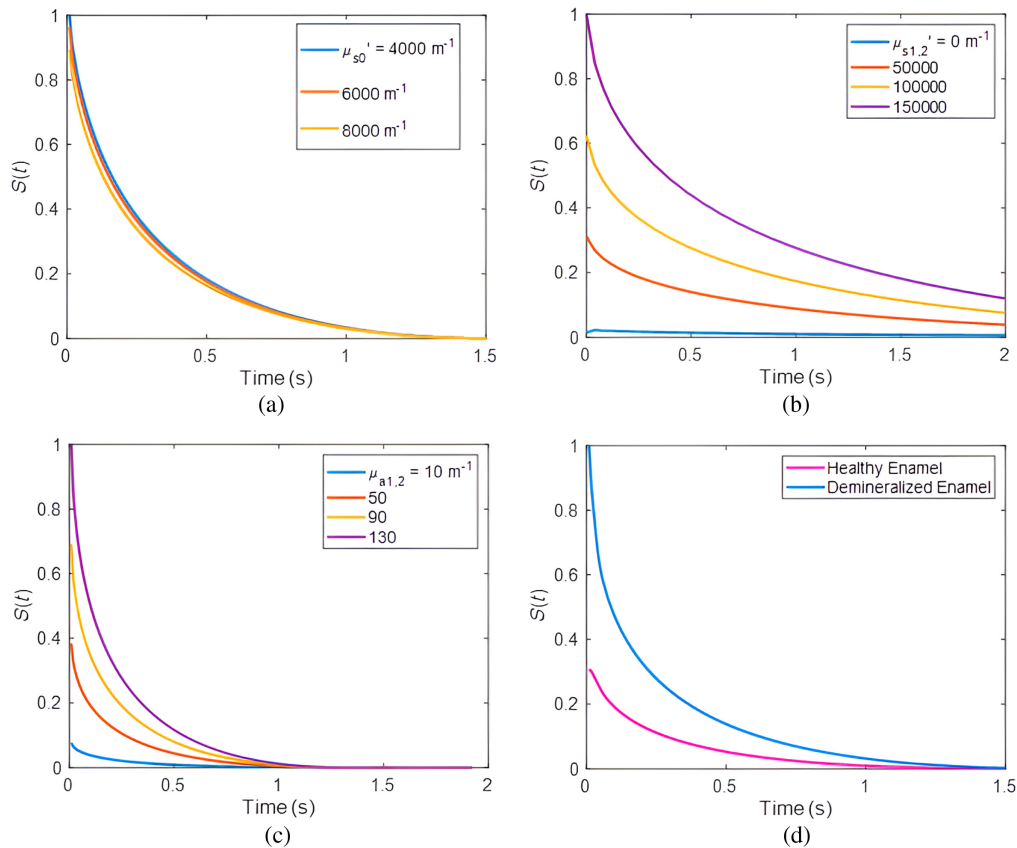 1
0.8
0.6
0.4
0.2
0
S(t)
μs0' = 4000 m-1
6000 m-1
8000 m-1
0 0.5 1 1.5
Time (s)
(a)
1
0.8
0.6
0.4
0.2
0
S(t)
μs1,2' = 0 m-1
50000
100000
150000
0 0.5 1 1.5 2
Time (s)
(b)
1
0.8
0.6
0.4
0.2
0
S(t)
μa1,2 = 10 m-1
50
90
130
0 0.5 1 1.5 2
Time (s)
(c)
1
0.8
0.6
0.4
0.2
0
S(t)
Healthy Enamel
Demineralized Enamel
0 0.5 1 1.5
Time (s)
(d)